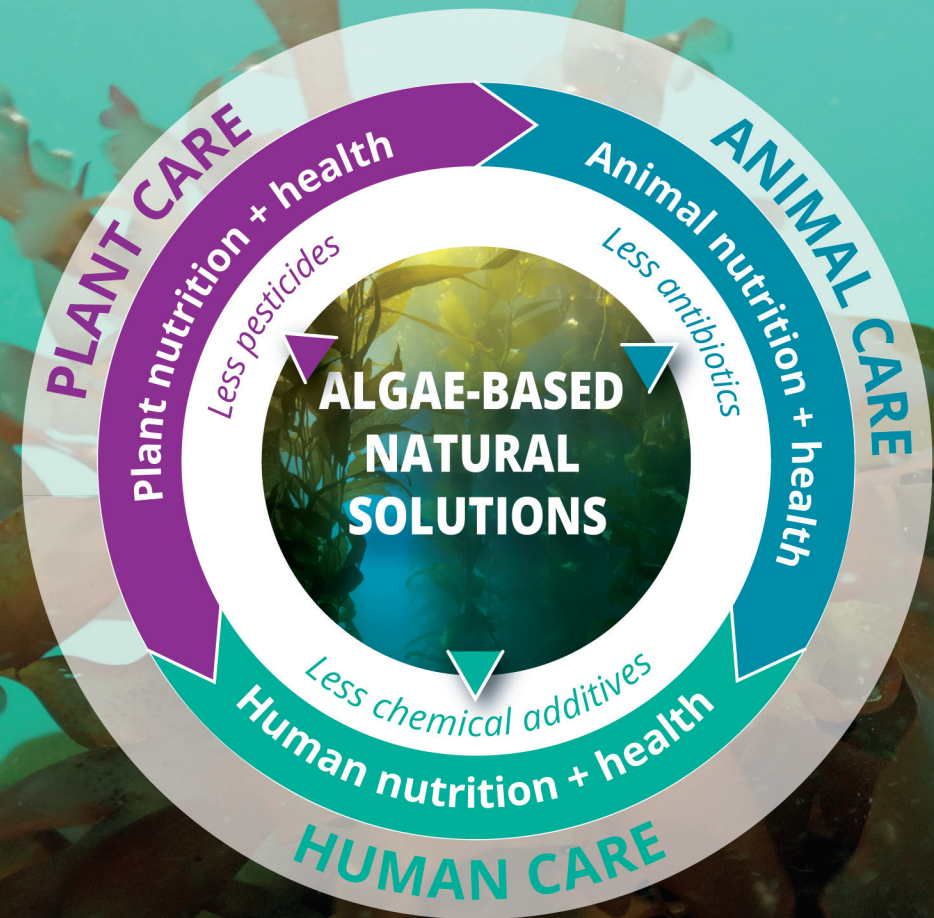 PLANT CARE
Plant nutrition + health
Less pesticides
ANIMAL CARE
Animal nutrition + health
Less antibiotics
ALGAE-BASED
NATURAL
SOLUTIONS
Less chemical additives
Human nutrition + health
HUMAN CARE